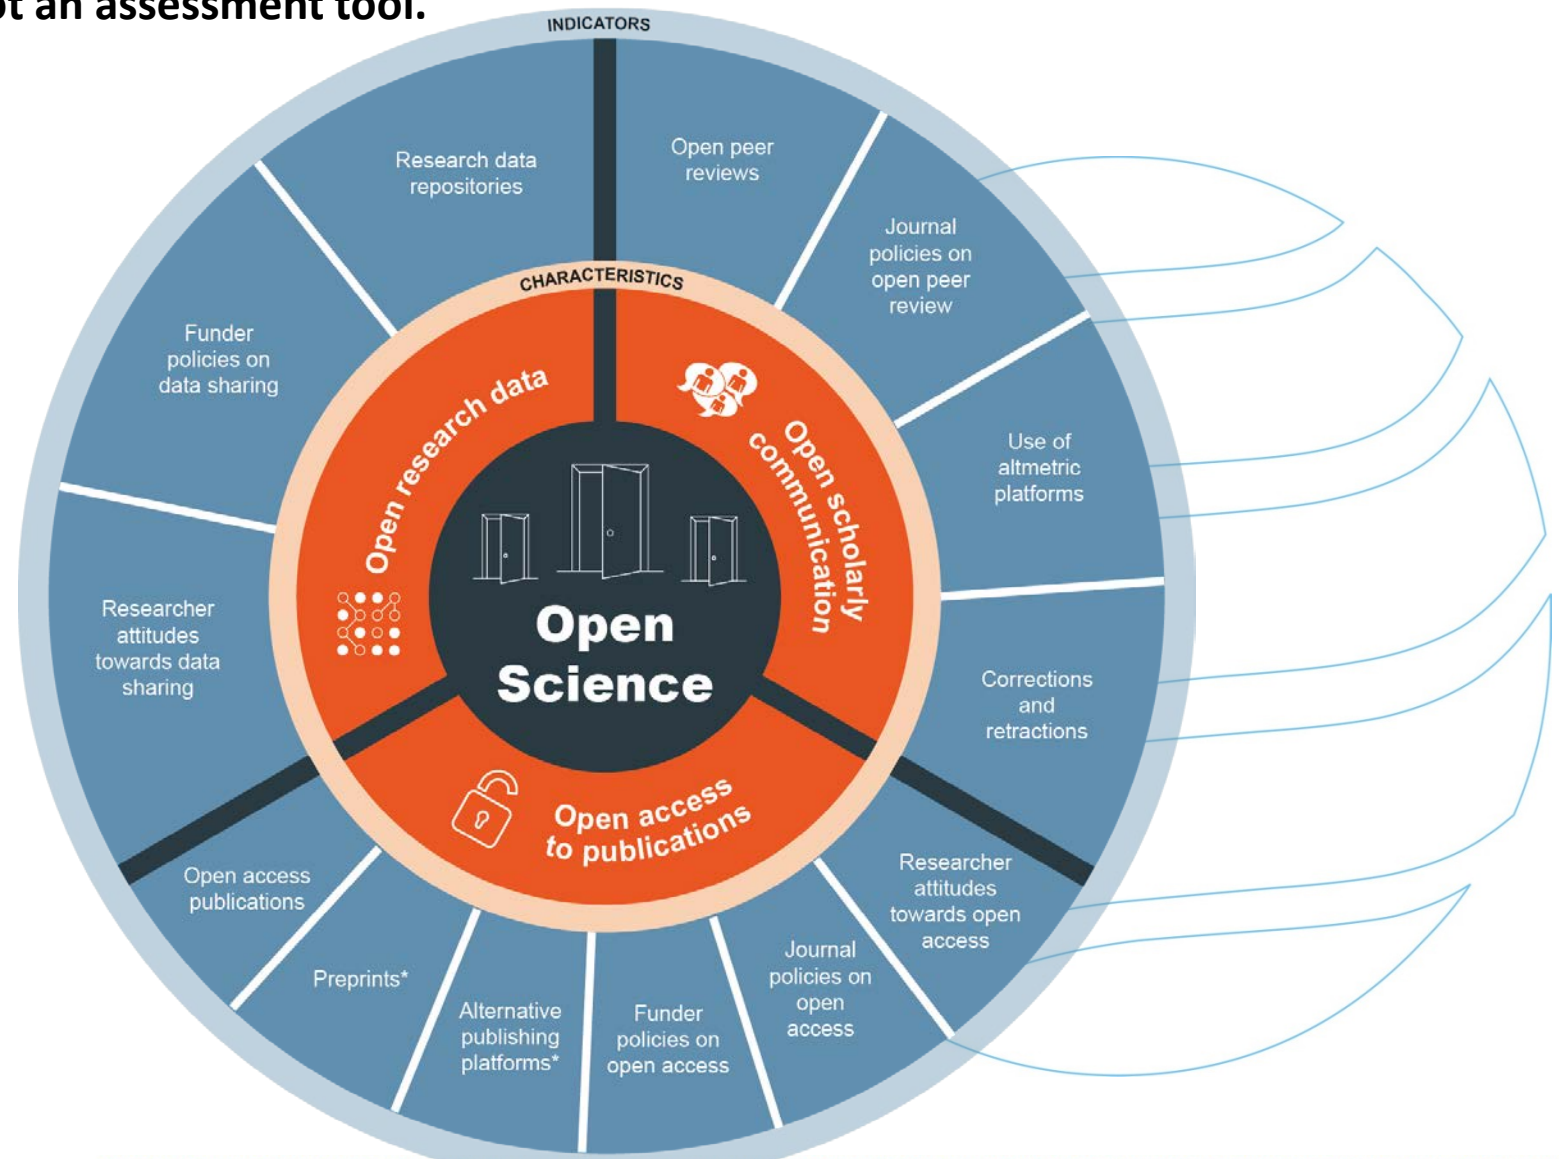 ot an assessment tool.
INDICATORS
Research data
repositories
Open peer
reviews
Journal
policies on
open peer
review
Use of
altmetric
platforms
Corrections
and
retractions
Researcher
attitudes
towards open
access
Journal
policies on
open
access
Funder
policies on
open access
Alternative
publishing
platforms*
Preprints*
Open access
publications
Researcher
attitudes
towards data
sharing
Funder
policies on
data sharing
CHARACTERISTICS
Open research data
Open scholarly
communication
Open access
to publications
Open
Science